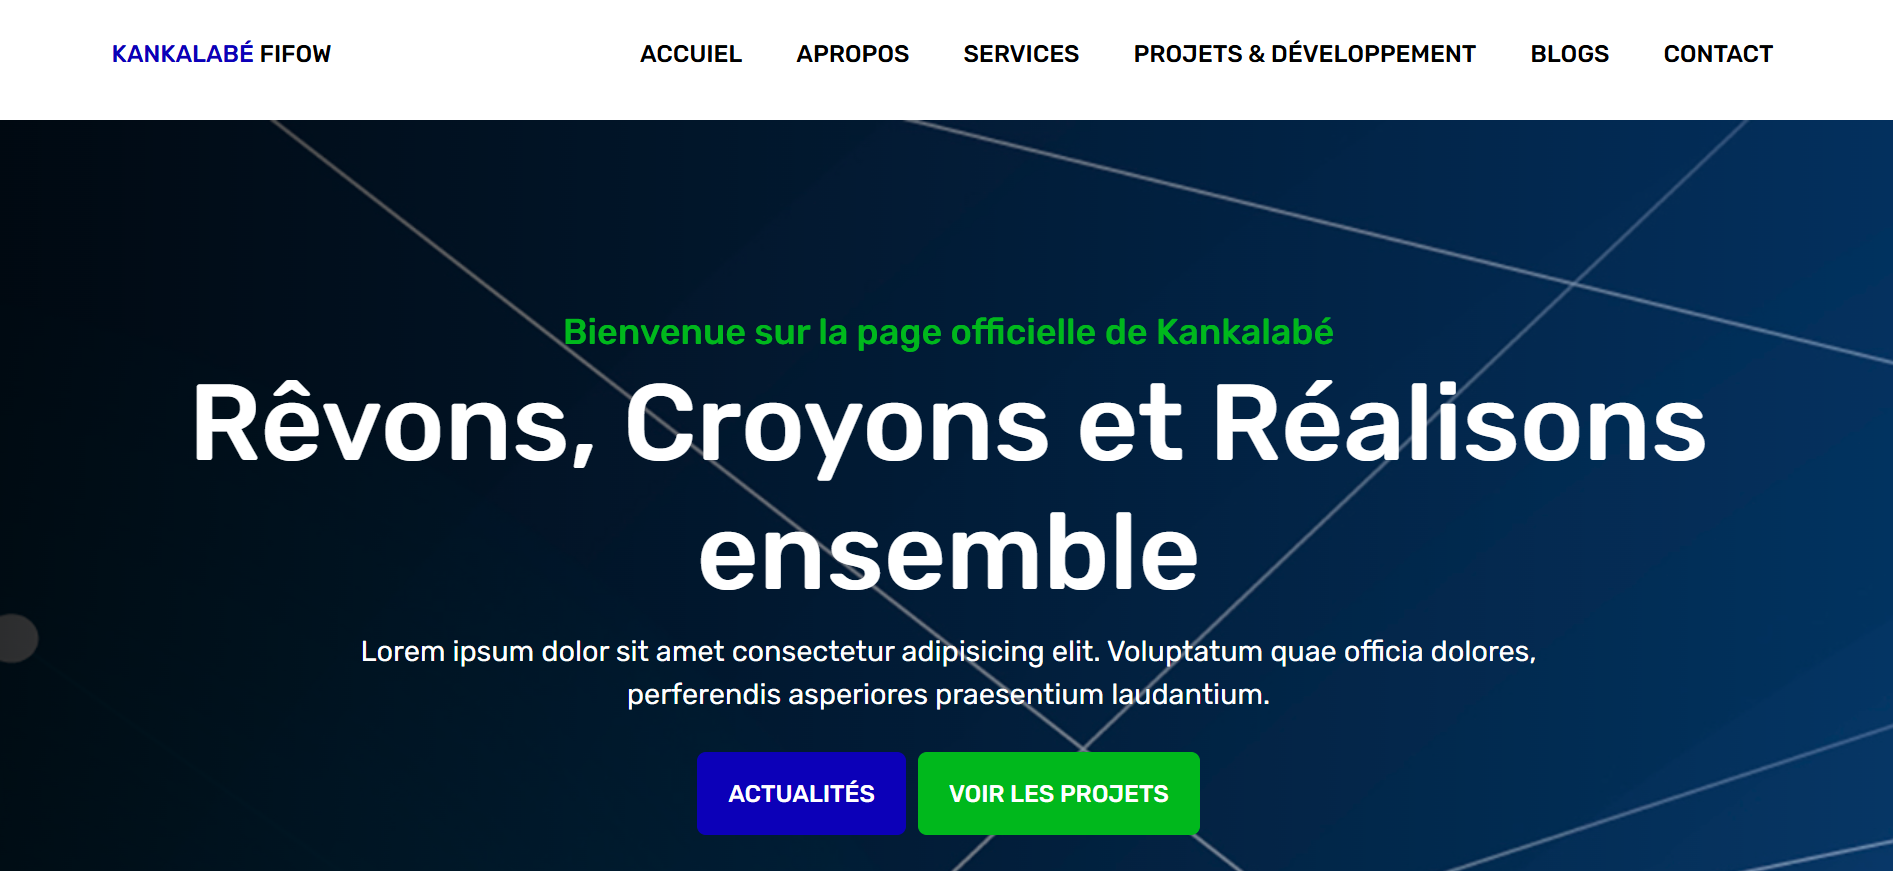 KANKALABÉ FIFOW
ACCUIEL APROPOS SERVICES PROJETS & DÉVELOPPEMENT BLOGS CONTACT
Bienvenue sur la page officielle de Kankalabé
Rêvons, Croyons et Réalisons
ensemble
Lorem ipsum dolor sit amet consectetur adipisicing elit. Voluptatum quae officia dolores,
perferendis asperiores praesentium laudantium.
ACTUALITÉS VOIR LES PROJETS